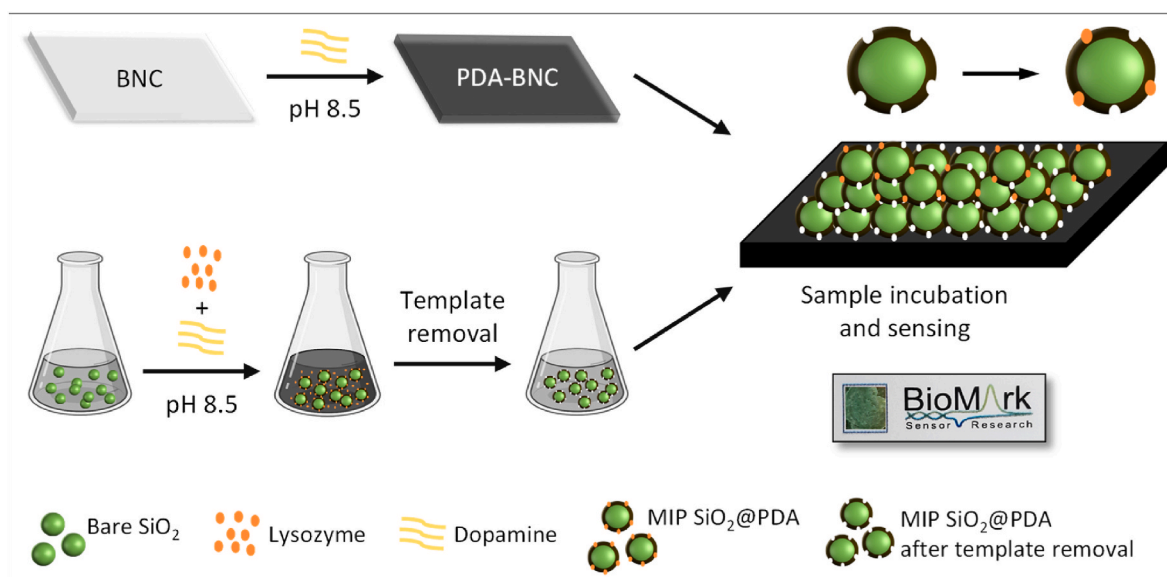 BNC
pH 8.5
PDA-BNC
+
pH 8.5
Template
removal
Sample incubation
and sensing
BioMArk
Sensor Research
Bare SiO₂
Lysozyme
Dopamine
MIP SiO₂@PDA
MIP SiO₂@PDA
after template removal